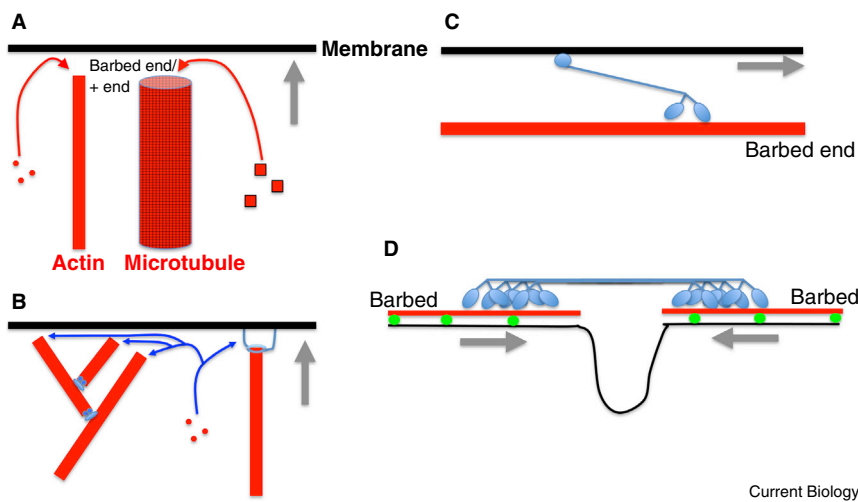 A
Membrane
Barbed end/
+ end
Actin
Microtubule
B
C
Barbed end
D
Barbed
Barbed
Current Biology